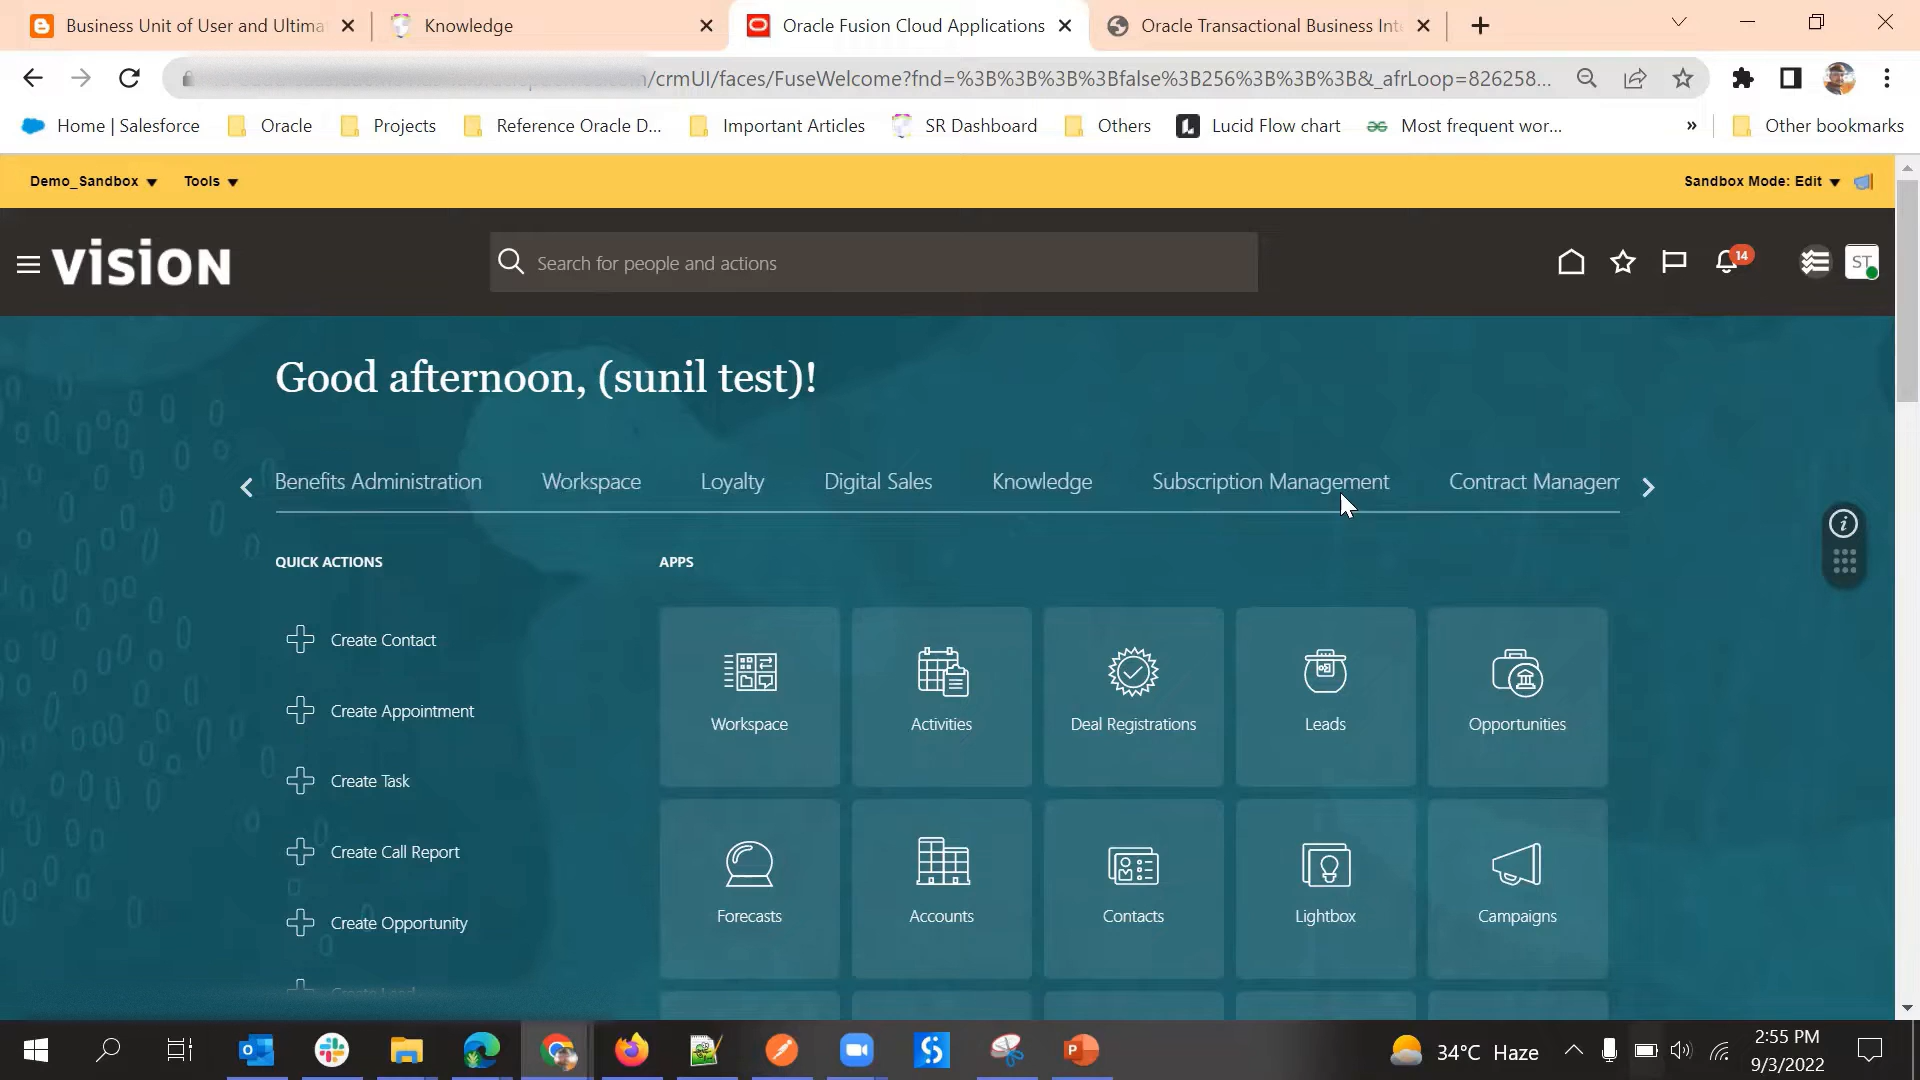 Business Unit of User and Ultima
Knowledge
Oracle Fusion Cloud Applications
Oracle Transactional Business Inte
/crmUI/faces/FuseWelcome?fnd=%3B%3B%3B%3Bfalse%3B256%3B%3B%3B&_afrLoop=826258...
Home | Salesforce
Oracle
Projects
Reference Oracle D...
Important Articles
SR Dashboard
Others
Lucid Flow chart
Most frequent wor...
»
Other bookmarks
Demo_Sandbox
Tools
Sandbox Mode: Edit
vision
Search for people and actions
14
ST
Good afternoon, (sunil test)!
Benefits Administration
Workspace
Loyalty
Digital Sales
Knowledge
Subscription Management
Contract Managem
QUICK ACTIONS
APPS
Create Contact
Create Appointment
Create Task
Create Call Report
Create Opportunity
Create Lead
Workspace
Activities
Deal Registrations
Leads
Opportunities
Forecasts
Accounts
Contacts
Lightbox
Campaigns
34°C Haze
2:55 PM
9/3/2022